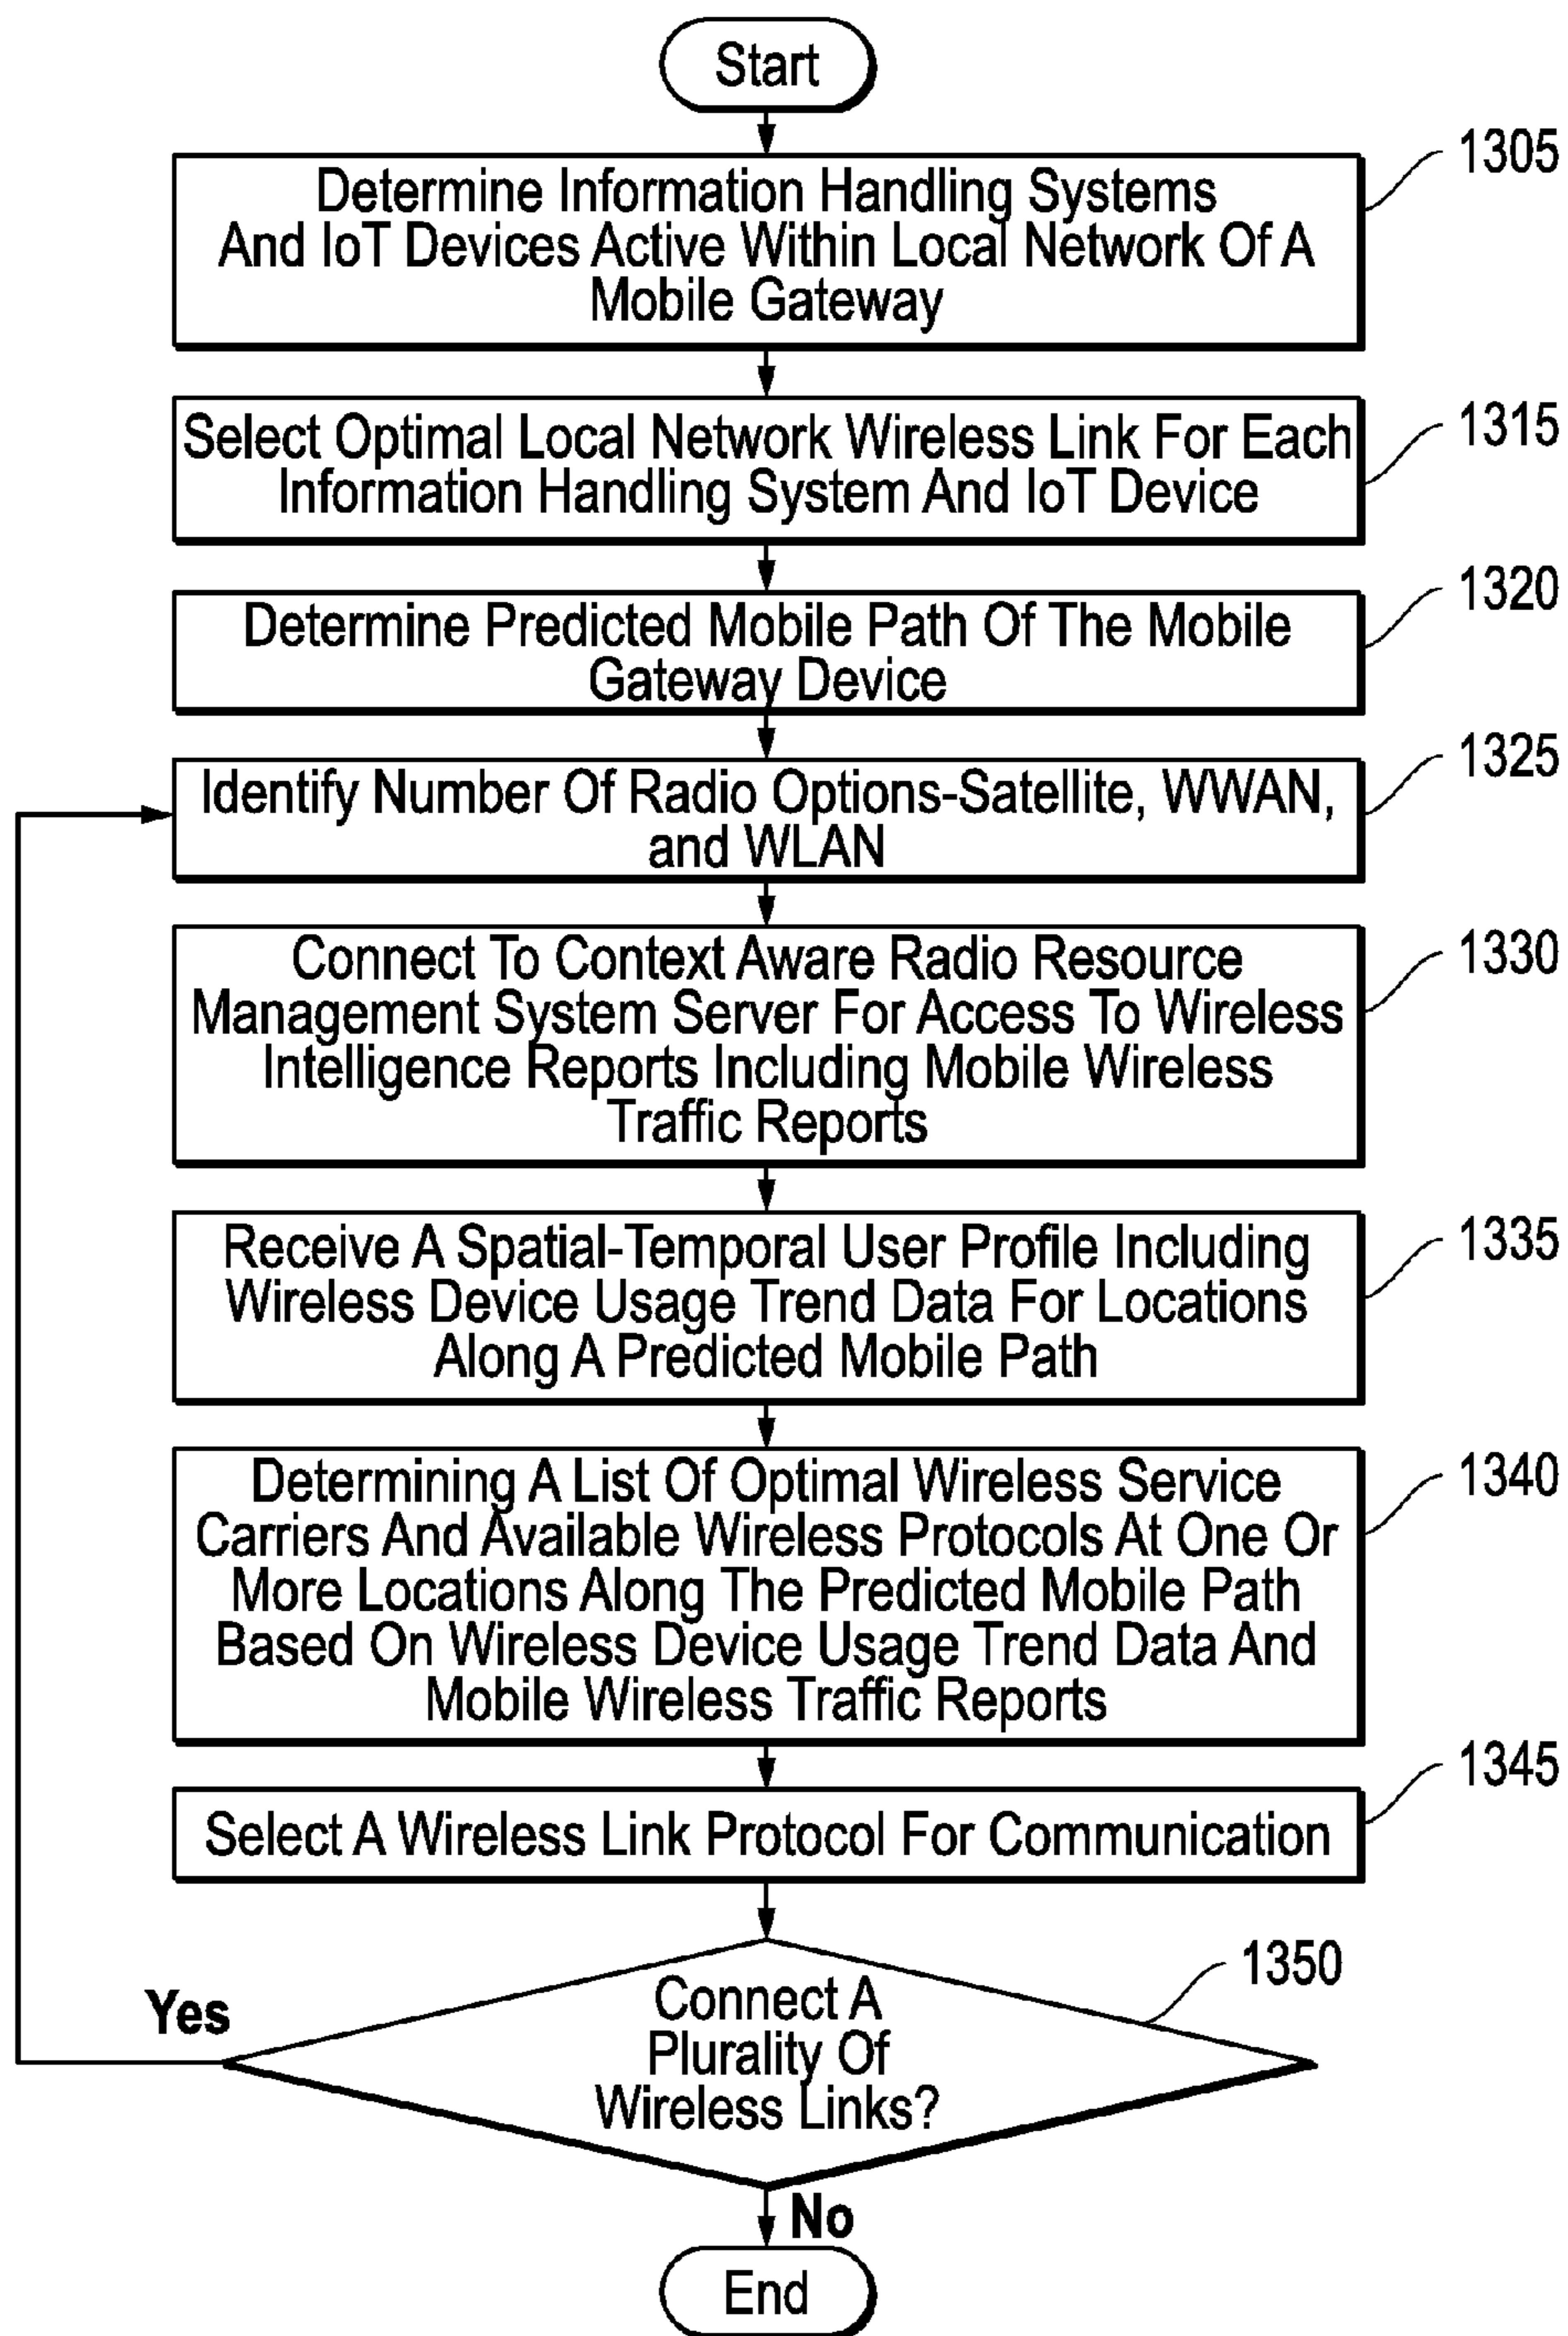 Start
1305
Determine Information Handling Systems
And IoT Devices Active Within Local Network Of A
Mobile Gateway
1315
Select Optimal Local Network Wireless Link For Each
Information Handling System And IoT Device
1320
Determine Predicted Mobile Path Of The Mobile
Gateway Device
1325
Identify Number Of Radio Options-Satellite, WWAN,
and WLAN
1330
Connect To Context Aware Radio Resource
Management System Server For Access To Wireless
Intelligence Reports Including Mobile Wireless
Traffic Reports
1335
Receive A Spatial-Temporal User Profile Including
Wireless Device Usage Trend Data For Locations
Along A Predicted Mobile Path
1340
Determining A List Of Optimal Wireless Service
Carriers And Available Wireless Protocols At One Or
More Locations Along The Predicted Mobile Path
Based On Wireless Device Usage Trend Data And
Mobile Wireless Traffic Reports
1345
Select A Wireless Link Protocol For Communication
1350
Connect A
Plurality Of
Wireless Links?
Yes
No
End